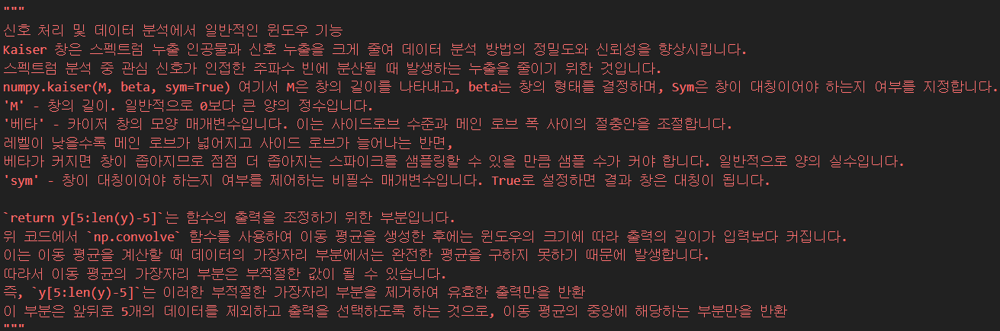 """
신호 처리 및 데이터 분석에서 일반적인 윈도우 기능
Kaiser 창은 스펙트럼 누출 인공물과 신호 누출을 크게 줄여 데이터 분석 방법의 정밀도와 신뢰성을 향상시킵니다.
스펙트럼 분석 중 관심 신호가 인접한 주파수 빈에 분산될 때 발생하는 누출을 줄이기 위한 것입니다.
numpy.kaiser(M, beta, sym=True) 여기서 M은 창의 길이를 나타내고, beta는 창의 형태를 결정하며, Sym은 창이 대칭이어야 하는지 여부를 지정합니다.
'M' - 창의 길이. 일반적으로 0보다 큰 양의 정수입니다.
'베타' - 카이저 창의 모양 매개변수입니다. 이는 사이드로브 수준과 메인 로브 폭 사이의 절충안을 조절합니다.
레벨이 낮을수록 메인 로브가 넓어지고 사이드 로브가 늘어나는 반면,
베타가 커지면 창이 좁아지므로 점점 더 좁아지는 스파이크를 샘플링할 수 있을 만큼 샘플 수가 커야 합니다. 일반적으로 양의 실수입니다.
'sym' - 창이 대칭이어야 하는지 여부를 제어하는 비필수 매개변수입니다. True로 설정하면 결과 창은 대칭이 됩니다.
`return y[5:len(y)-5]`는 함수의 출력을 조정하기 위한 부분입니다.
위 코드에서 `np.convolve` 함수를 사용하여 이동 평균을 생성한 후에는 윈도우의 크기에 따라 출력의 길이가 입력보다 커집니다.
이는 이동 평균을 계산할 때 데이터의 가장자리 부분에서는 완전한 평균을 구하지 못하기 때문에 발생합니다.
따라서 이동 평균의 가장자리 부분은 부적절한 값이 될 수 있습니다.
즉, `y[5:len(y)-5]`는 이러한 부적절한 가장자리 부분을 제거하여 유효한 출력만을 반환
이 부분은 앞뒤로 5개의 데이터를 제외하고 출력을 선택하도록 하는 것으로, 이동 평균의 중앙에 해당하는 부분만을 반환
"""